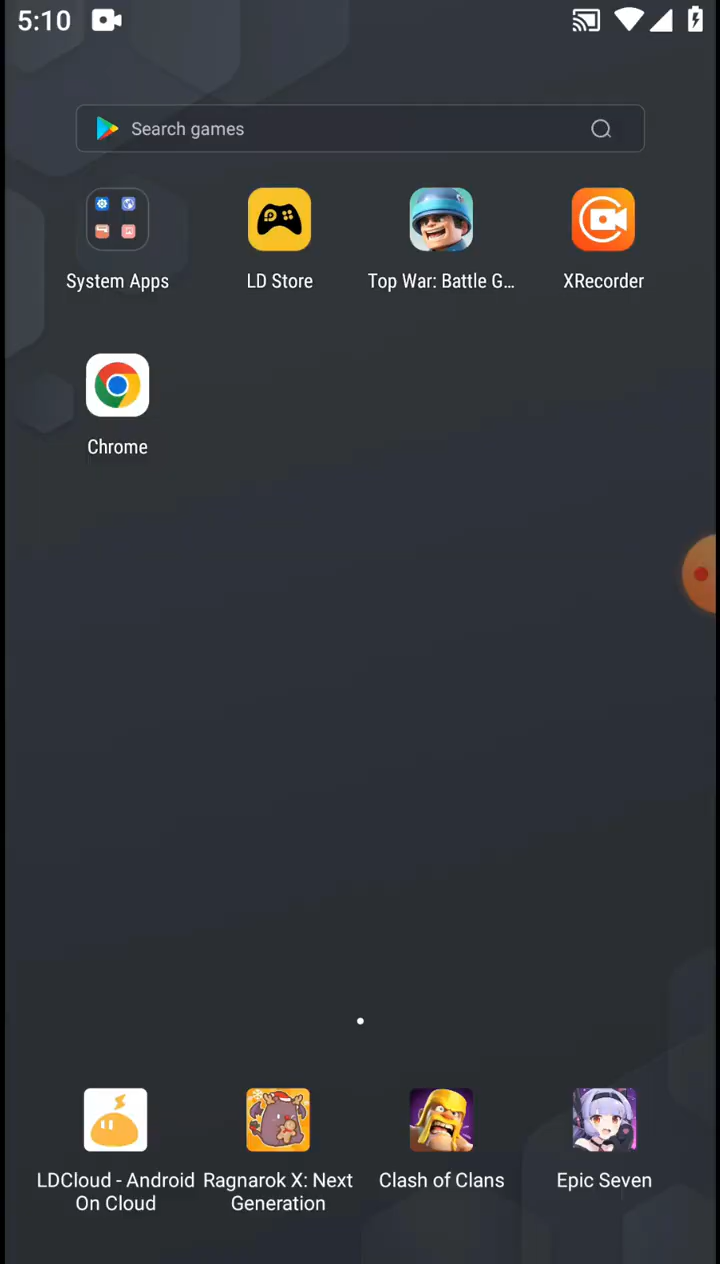 5:10
Search games
System Apps
LD Store
Top War: Battle G...
XRecorder
Chrome
LDCloud - Android
On Cloud
Ragnarok X: Next
Generation
Clash of Clans
Epic Seven